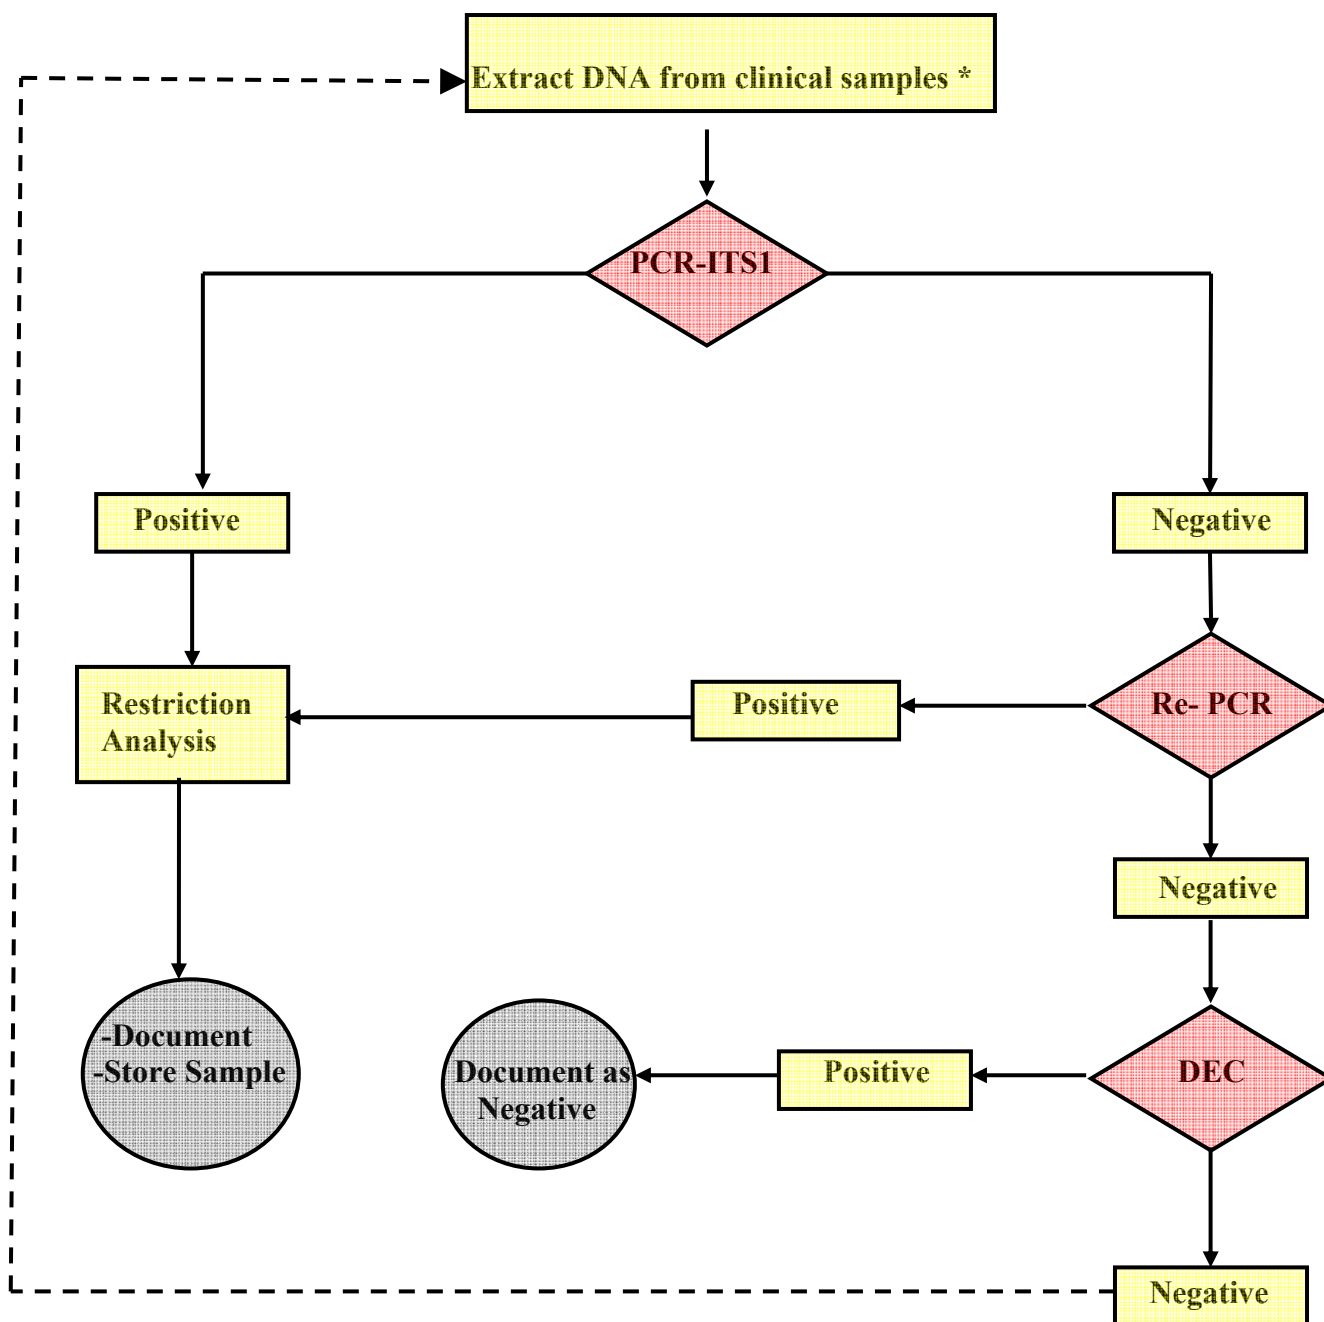 Extract DNA from clinical samples *
PCR-ITS1
Positive
Negative
Restriction
Analysis
Positive
Re- PCR
Negative
-Document
-Store Sample
Document as
Negative
Positive
DEC
Negative